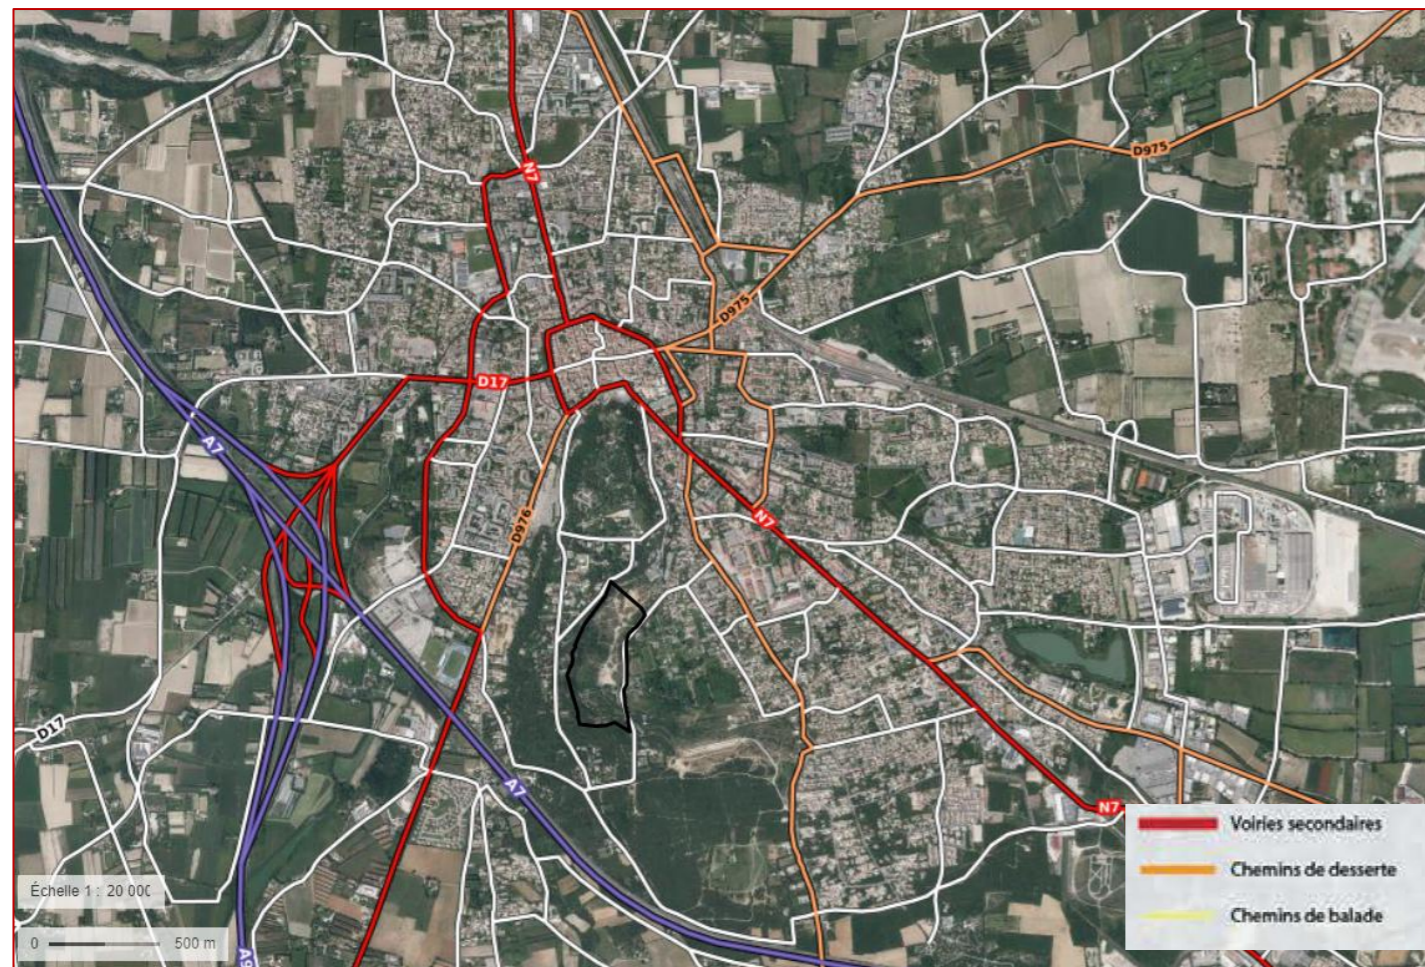 N7
D975
D975
D17
A7
D976
N7
D17
A7
N7
Voiries secondaires
Chemins de desserte
Chemins de balade
Échelle 1 : 20 000
0 500 m
A9